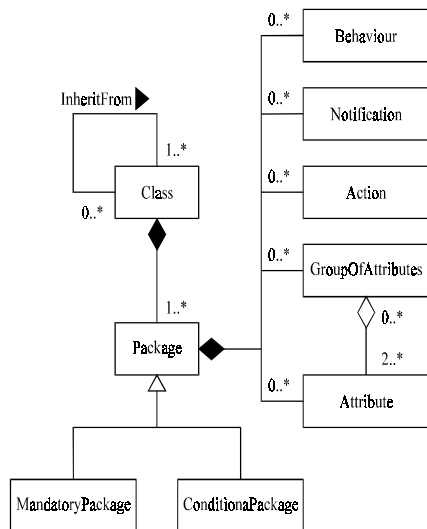 0..*
Behaviour
0..*
InheritFrom
Notification
1..*
0..*
Class
Action
0..*
0..*
GroupOfAttributes
1..*
0..*
Package
2..*
0..*
Attribute
MandatoryPackage
ConditionaPackage